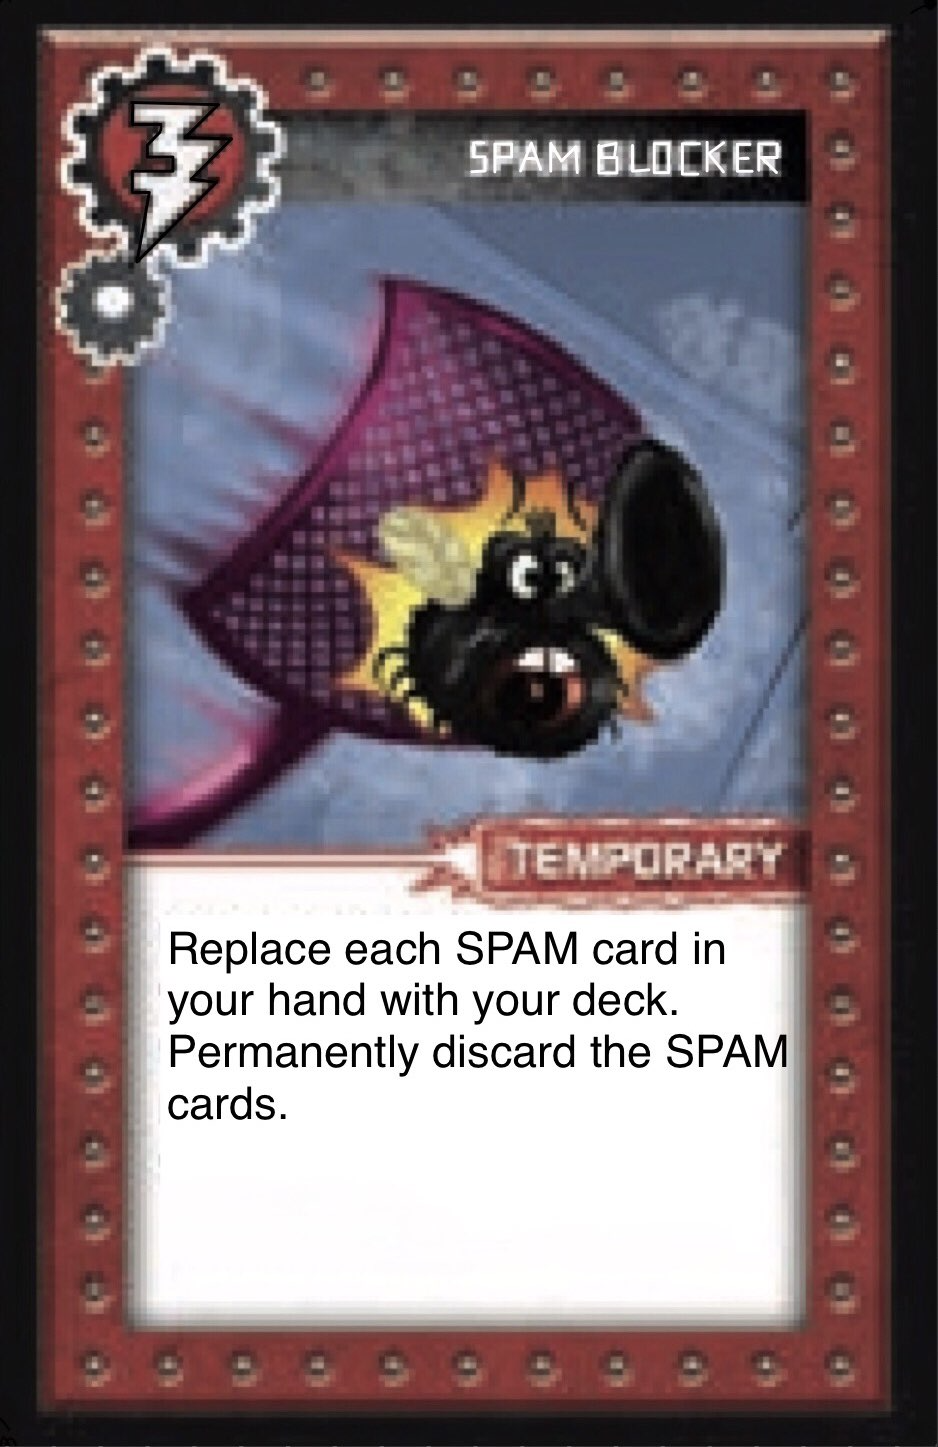 3
SPAM BLOCKER
TEMPORARY
Replace each SPAM card in
your hand with your deck.
Permanently discard the SPAM
cards.